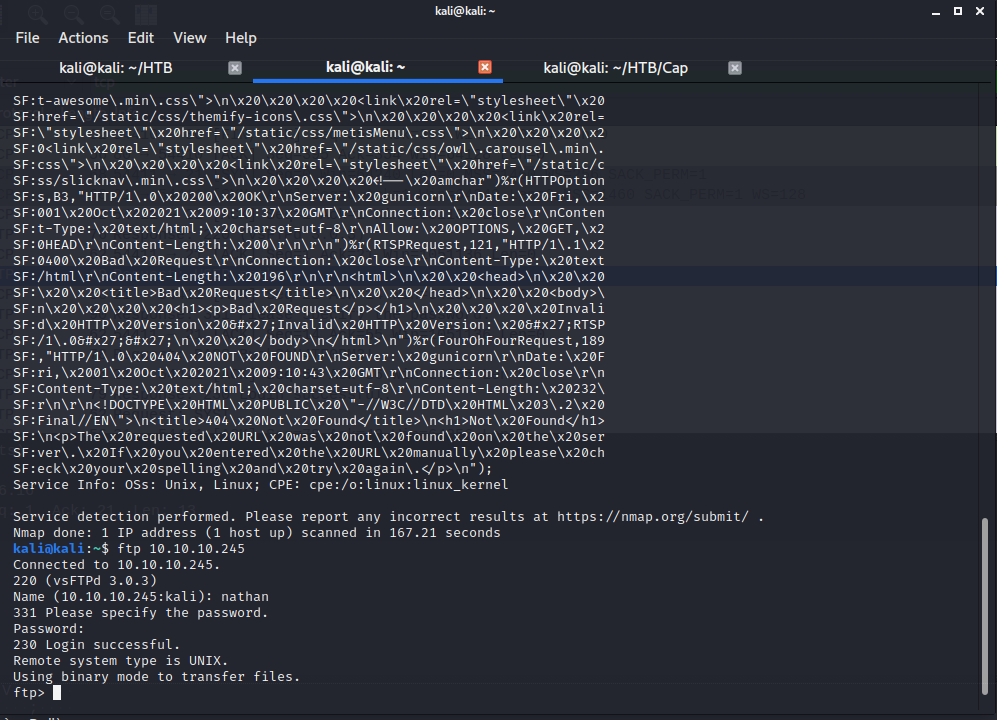 kali@kali: ~
File Actions Edit View Help
kali@kali: ~/HTB kali@kali: ~ kali@kali: ~/HTB/Cap
SF:t-awesome\.min\.css\">\n\x20\x20\x20\x20<link\x20rel=\"stylesheet\"\x20
SF:href=\"/static/css/themify-icons\.css\">\n\x20\x20\x20\x20<link\x20rel=
SF:\"stylesheet\"\x20href=\"/static/css/metisMenu\.css\">\n\x20\x20\x20\x2
SF:0<link\x20rel=\"stylesheet\"\x20href=\"/static/css/owl\.carousel\.min\.
SF:css\">\n\x20\x20\x20\x20<link\x20rel=\"stylesheet\"\x20href=\"/static/c
SF:ss/slicknav\.min\.css\">\n\x20\x20\x20\x20<!--\x20amchar")%r(HTTPOption
SF:s,B3,"HTTP/1\.0\x20200\x20OK\r\nServer:\x20gunicorn\r\nDate:\x20Fri,\x2
SF:001\x20Oct\x202021\x2009:10:37\x20GMT\r\nConnection:\x20close\r\nConten
SF:t-Type:\x20text/html;\x20charset=utf-8\r\nAllow:\x20OPTIONS,\x20GET,\x2
SF:0HEAD\r\nContent-Length:\x200\r\n\r\n")%r(RTSPRequest,121,"HTTP/1\.1\x2
SF:0400\x20Bad\x20Request\r\nConnection:\x20close\r\nContent-Type:\x20text
SF:/html\r\nContent-Length:\x20196\r\n\r\n<html>\n\x20\x20<head>\n\x20\x20
SF:\x20\x20<title>Bad\x20Request</title>\n\x20\x20</head>\n\x20\x20<body>\
SF:n\x20\x20\x20\x20<h1><p>Bad\x20Request</p></h1>\n\x20\x20\x20\x20Invali
SF:d\x20HTTP\x20Version\x20&#x27;Invalid\x20HTTP\x20Version:\x20&#x27;RTSP
SF:/1\.0&#x27;&#x27;\n\x20\x20</body>\n</html>\n")%r(FourOhFourRequest,189
SF:,"HTTP/1\.0\x20404\x20NOT\x20FOUND\r\nServer:\x20gunicorn\r\nDate:\x20F
SF:ri,\x2001\x20Oct\x202021\x2009:10:43\x20GMT\r\nConnection:\x20close\r\n
SF:Content-Type:\x20text/html;\x20charset=utf-8\r\nContent-Length:\x20232\
SF:r\n\r\n<!DOCTYPE\x20HTML\x20PUBLIC\x20\"-//W3C//DTD\x20HTML\x203\.2\x20
SF:Final//EN\">\n<title>404\x20Not\x20Found</title>\n<h1>Not\x20Found</h1>
SF:\n<p>The\x20requested\x20URL\x20was\x20not\x20found\x20on\x20the\x20ser
SF:ver\.\x20If\x20you\x20entered\x20the\x20URL\x20manually\x20please\x20ch
SF:eck\x20your\x20spelling\x20and\x20try\x20again\.</p>\n");
Service Info: OSs: Unix, Linux; CPE: cpe:/o:linux:linux_kernel
Service detection performed. Please report any incorrect results at https://nmap.org/submit/ .
Nmap done: 1 IP address (1 host up) scanned in 167.21 seconds
kali@kali:~$ ftp 10.10.10.245
Connected to 10.10.10.245.
220 (vsFTPd 3.0.3)
Name (10.10.10.245:kali): nathan
331 Please specify the password.
Password:
230 Login successful.
Remote system type is UNIX.
Using binary mode to transfer files.
ftp>